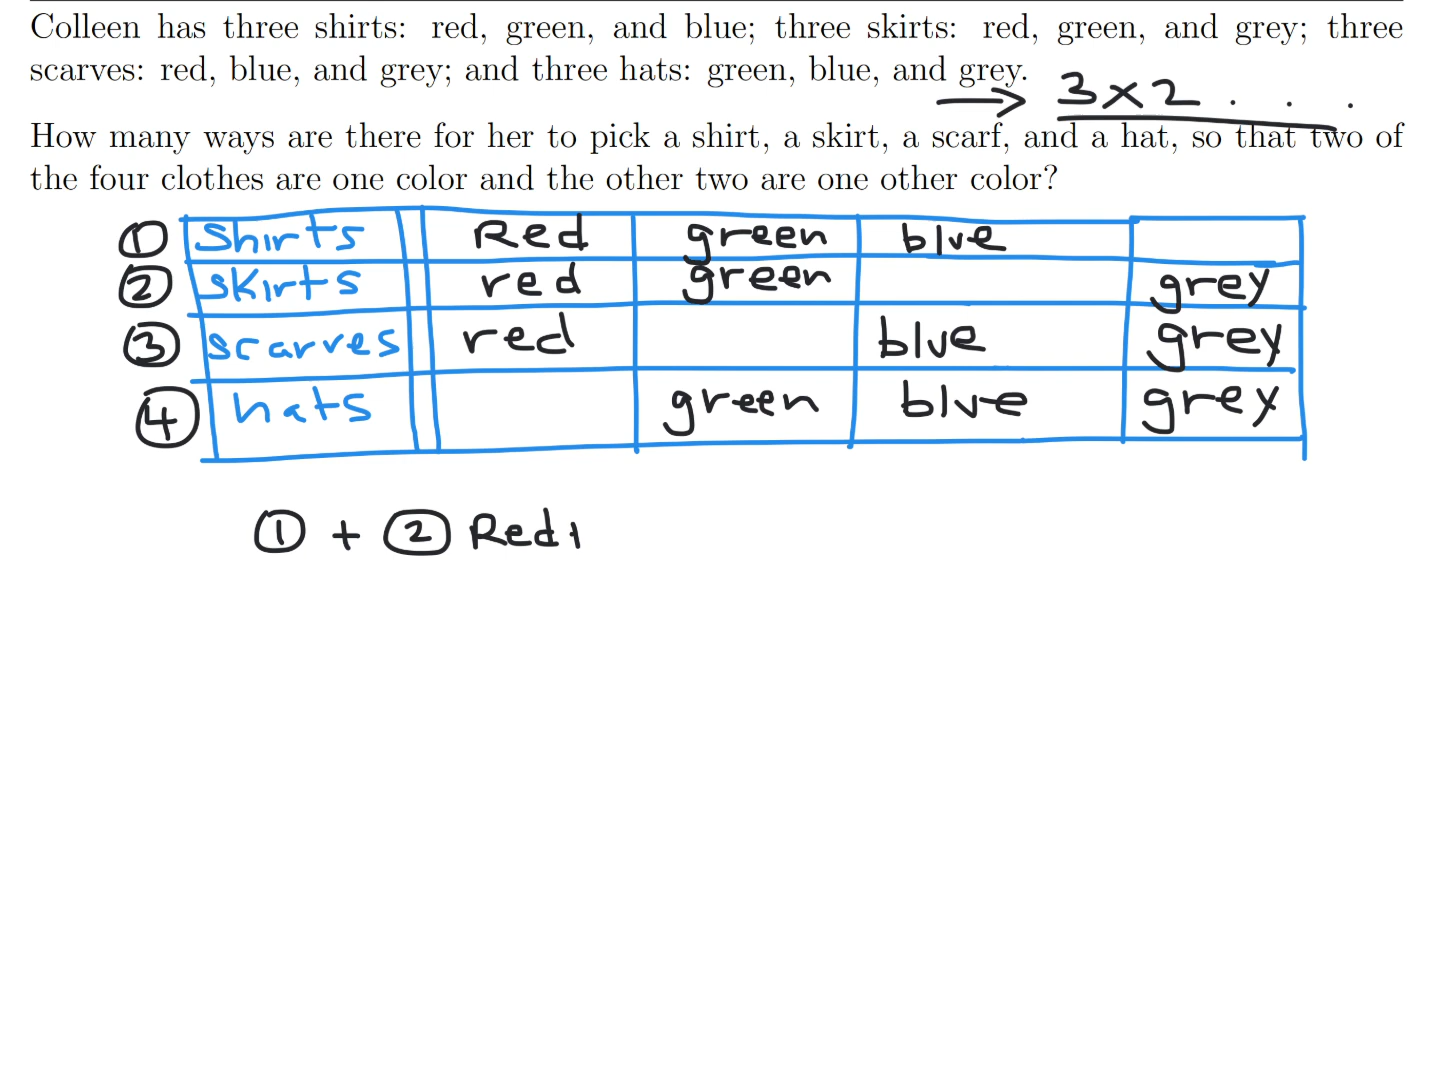 Colleen has three shirts: red, green, and blue; three skirts: red, green, and grey; three
scarves: red, blue, and grey; and three hats: green, blue, and grey.
→ 3×2 . . .
How many ways are there for her to pick a shirt, a skirt, a scarf, and a hat, so that two of
the four clothes are one color and the other two are one other color?
① Shirts Red green blue
② skirts red green grey
③ scarves red blue grey
④ hats green blue grey
① + ② Red,